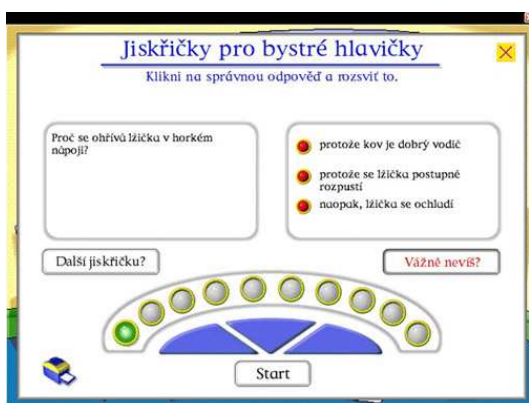 Jiskřičky pro bystré hlavičky
Klikni na správnou odpověď a rozsviť to.
Proč se ohřívá lžička v horkém
nápoji?
protože kov je dobrý vodič
protože se lžička postupně
rozpustí
naopak, lžička se ochladí
Další jiskřičku?
Vážně nevíš?
Start